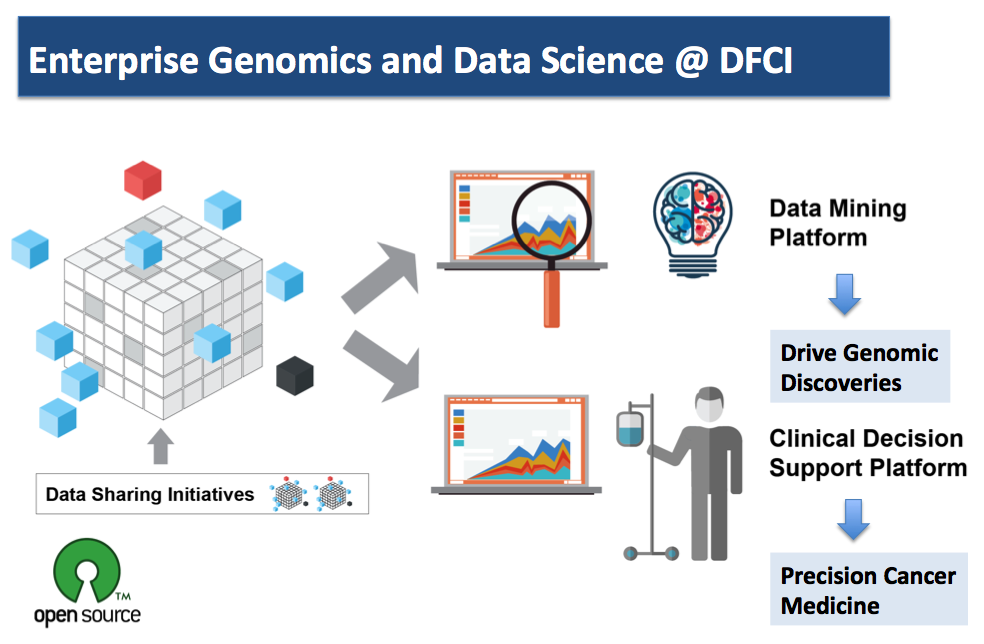 Enterprise Genomics and Data Science @ DFCI
Data Mining
Platform
Drive Genomic
Discoveries
Clinical Decision
Support Platform
Precision Cancer
Medicine
Data Sharing Initiatives
TM
open source